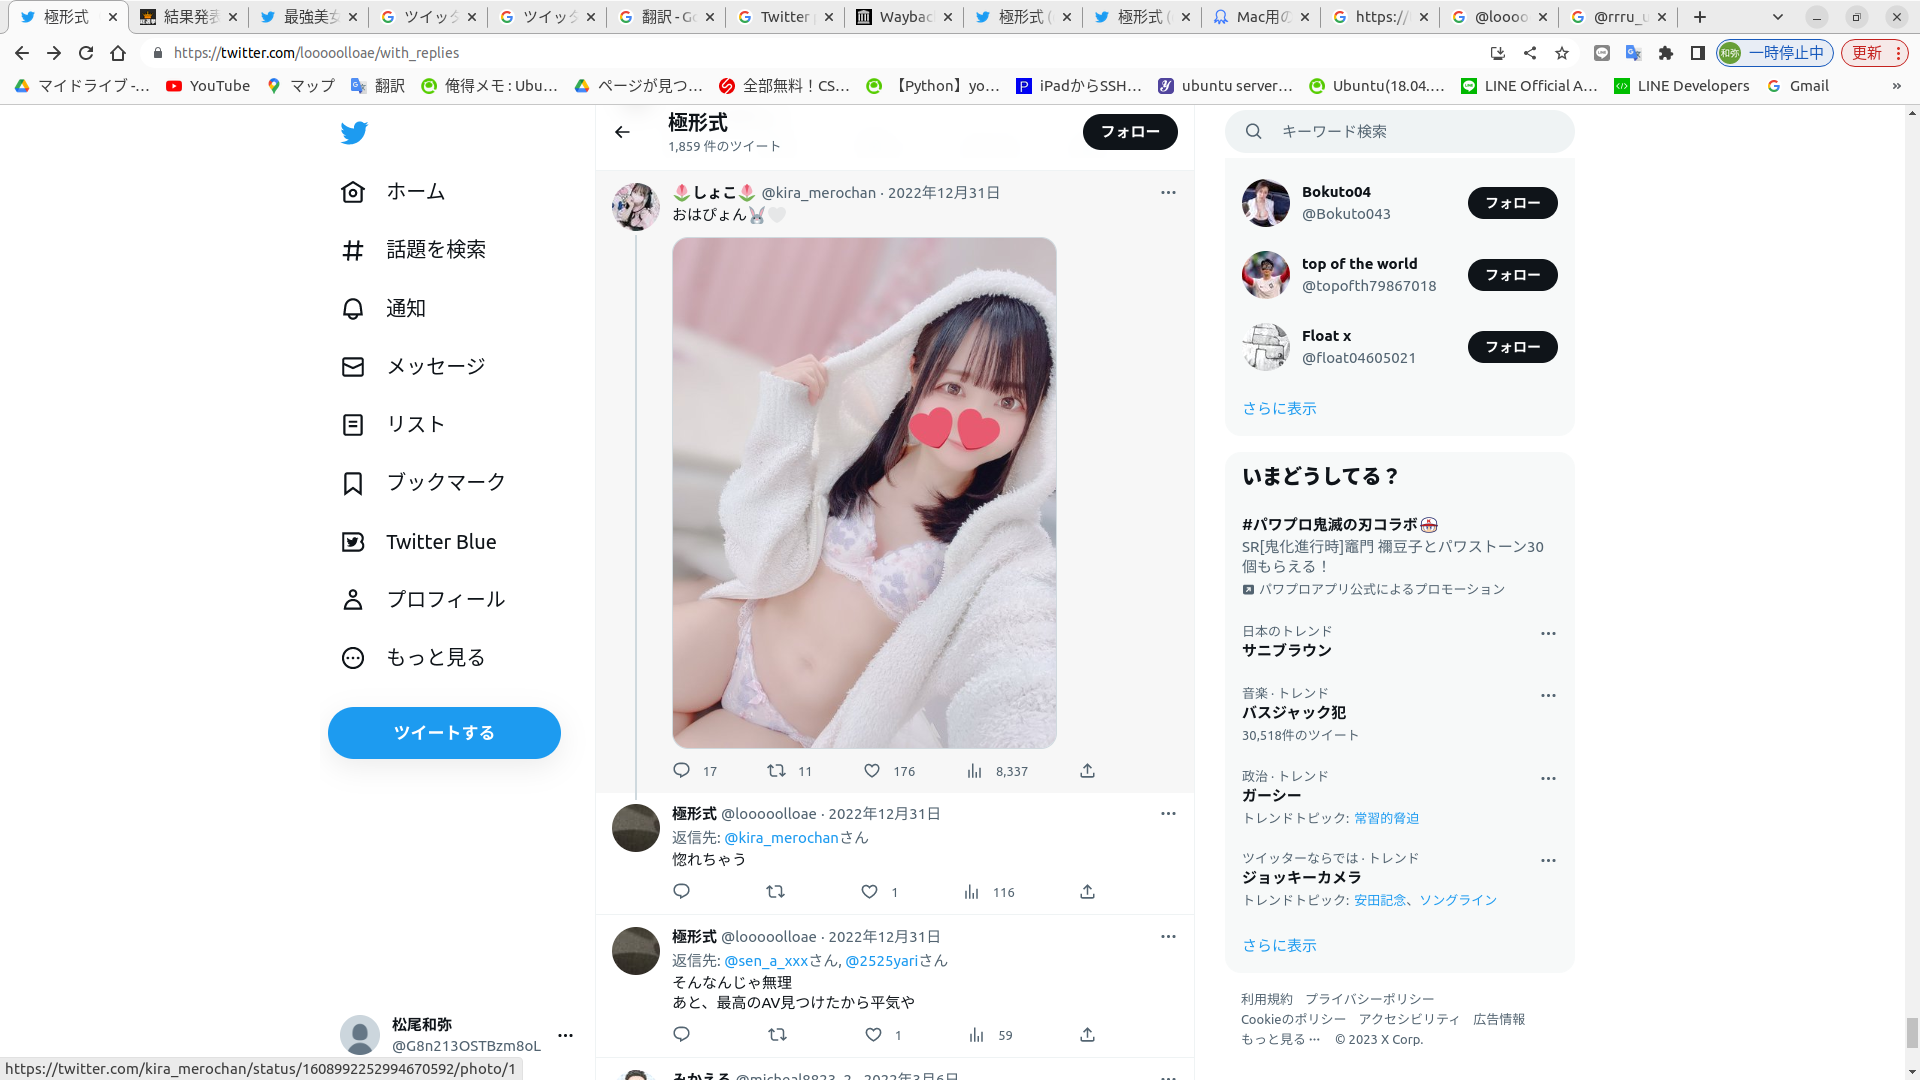 極形式
結果発表
最強美女
ツイッタ
ツイッタ
翻訳 - Go
Twitter
Wayback
極形式 (
極形式 (
Mac用の
https://
@loooo
@rrru_u
https://twitter.com/looooolloae/with_replies
和弥 一時停止中
更新
マイドライブ -…
YouTube
マップ
翻訳
俺得メモ : Ubu…
ページが見つ…
全部無料！CS…
【Python】yo…
iPadからSSH…
ubuntu server…
Ubuntu(18.04.…
LINE Official A…
LINE Developers
Gmail
»
ホーム
話題を検索
通知
メッセージ
リスト
ブックマーク
Twitter Blue
プロフィール
もっと見る
ツイートする
松尾和弥
@G8n213OSTBzm8oL
https://twitter.com/kira_merochan/status/1608992252994670592/photo/1
極形式
1,859 件のツイート
フォロー
🌷しょこ🌷 @kira_merochan · 2022年12月31日
おはぴょん🐰🤍
17 11 176 8,337
極形式 @looooolloae · 2022年12月31日
返信先: @kira_merochanさん
惚れちゃう
1 116
極形式 @looooolloae · 2022年12月31日
返信先: @sen_a_xxxさん, @2525yariさん
そんなんじゃ無理
あと、最高のAV見つけたから平気や
1 59
みかえる @micheal8823_2 · 2022年3月6日
キーワード検索
Bokuto04
@Bokuto043
フォロー
top of the world
@topofth79867018
フォロー
Float x
@float04605021
フォロー
さらに表示
いまどうしてる？
#パワプロ鬼滅の刃コラボ
SR[鬼化進行時]竈門 禰豆子とパワストーン30
個もらえる！
パワプロアプリ公式によるプロモーション
日本のトレンド
サニブラウン
音楽 · トレンド
バスジャック犯
30,518件のツイート
政治 · トレンド
ガーシー
トレンドトピック: 常習的脅迫
ツイッターならでは · トレンド
ジョッキーカメラ
トレンドトピック: 安田記念、ソングライン
さらに表示
利用規約 プライバシーポリシー
Cookieのポリシー アクセシビリティ 広告情報
もっと見る ··· © 2023 X Corp.